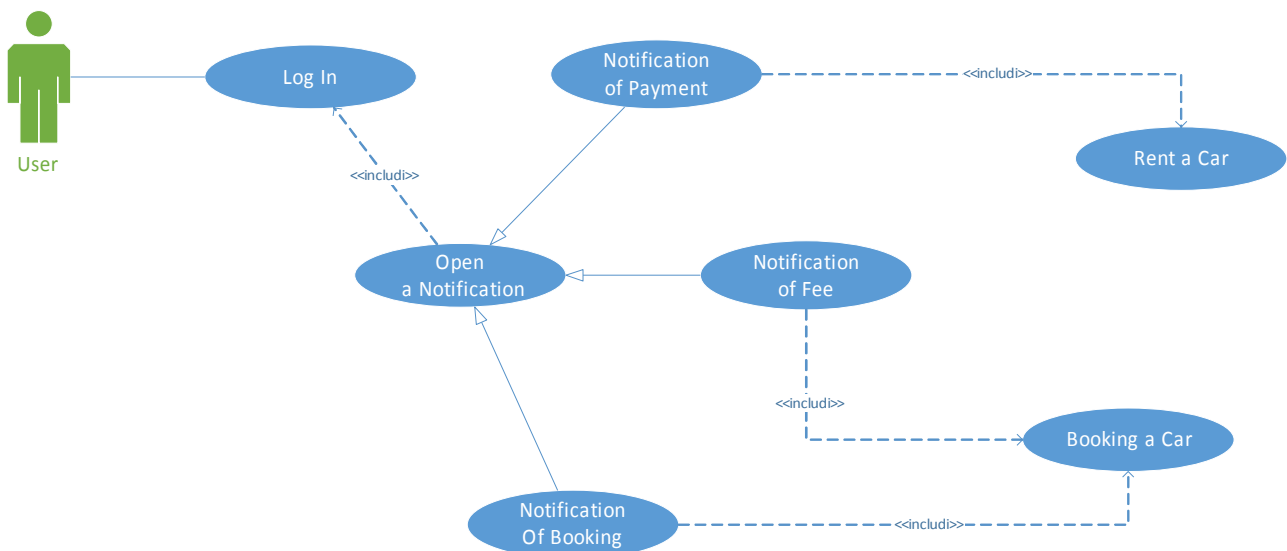 Log In
Notification
of Payment
<<includi>>
Rent a Car
User
<<includi>>
Open
a Notification
Notification
of Fee
<<includi>>
Booking a Car
Notification
Of Booking
<<includi>>